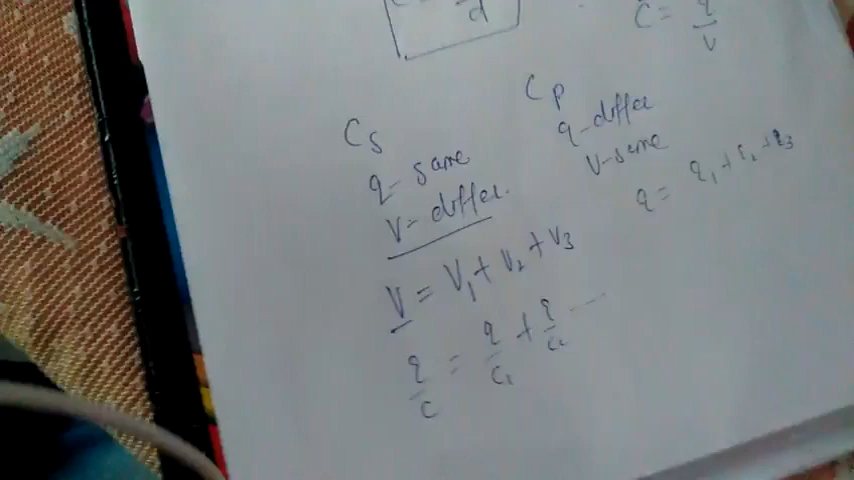 d
C = q/V
Cs
q- same
V- differ.
V = V1 + V2 + V3
q/C = q/C1 + q/C2 ---
Cp
q-differ
V-same
q = q1 + q2 + q3